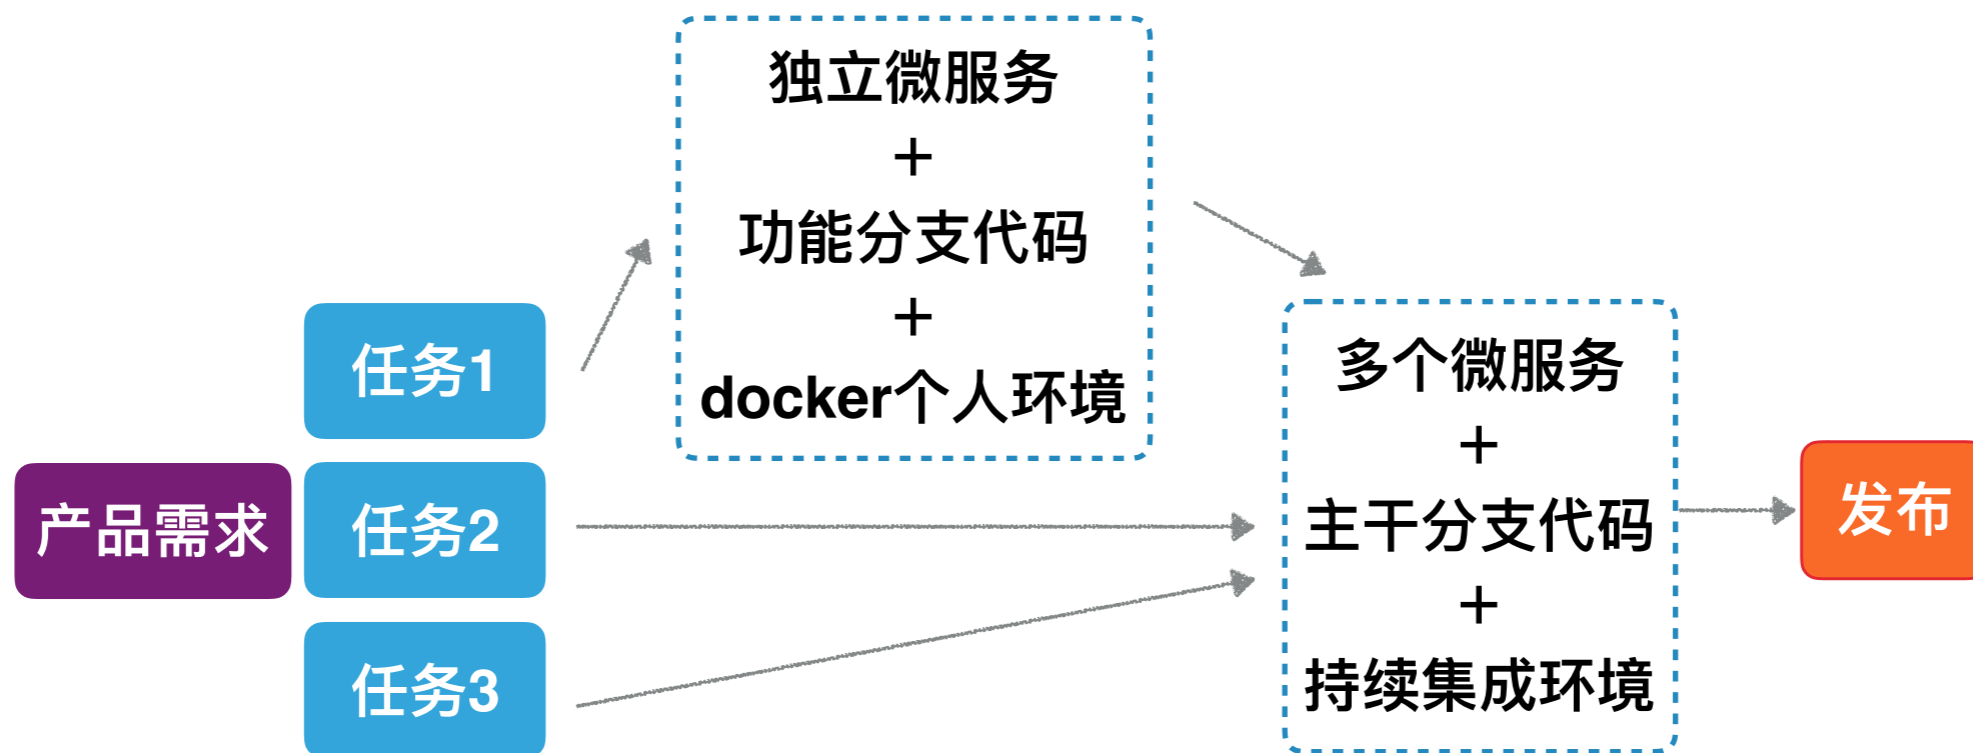 独立微服务
+
功能分支代码
+
docker个人环境
任务1
产品需求
任务2
任务3
多个微服务
+
主干分支代码
+
持续集成环境
发布